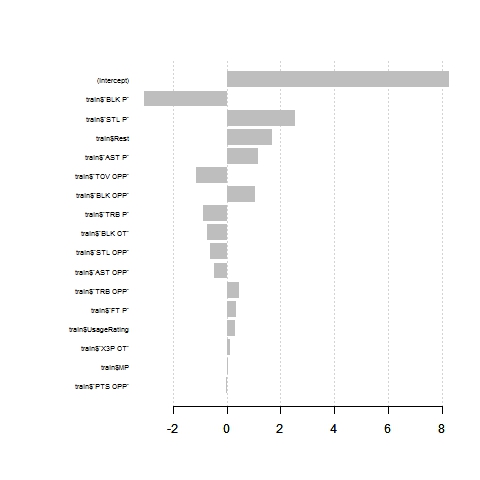 (Intercept)
train$`BLK P`
train$`STL P`
train$Rest
train$`AST P`
train$`TOV OPP`
train$`BLK OPP`
train$`TRB P`
train$`BLK OT`
train$`STL OPP`
train$`AST OPP`
train$`TRB OPP`
train$`FT P`
train$UsageRating
train$`X3P OT`
train$MP
train$`PTS OPP`
-2 0 2 4 6 8